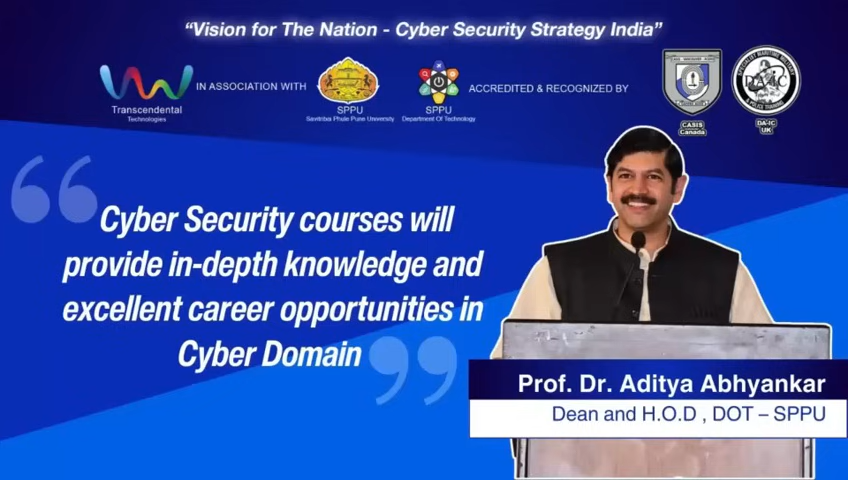 “Vision for The Nation - Cyber Security Strategy India”
Transcendental
Technologies
IN ASSOCIATION WITH
SPPU
Savitribai Phule Pune University
SPPU
Department Of Technology
ACCREDITED & RECOGNIZED BY
CASIS
Canada
DA-IC
UK
“Cyber Security courses will
provide in-depth knowledge and
excellent career opportunities in
Cyber Domain”
Prof. Dr. Aditya Abhyankar
Dean and H.O.D , DOT – SPPU